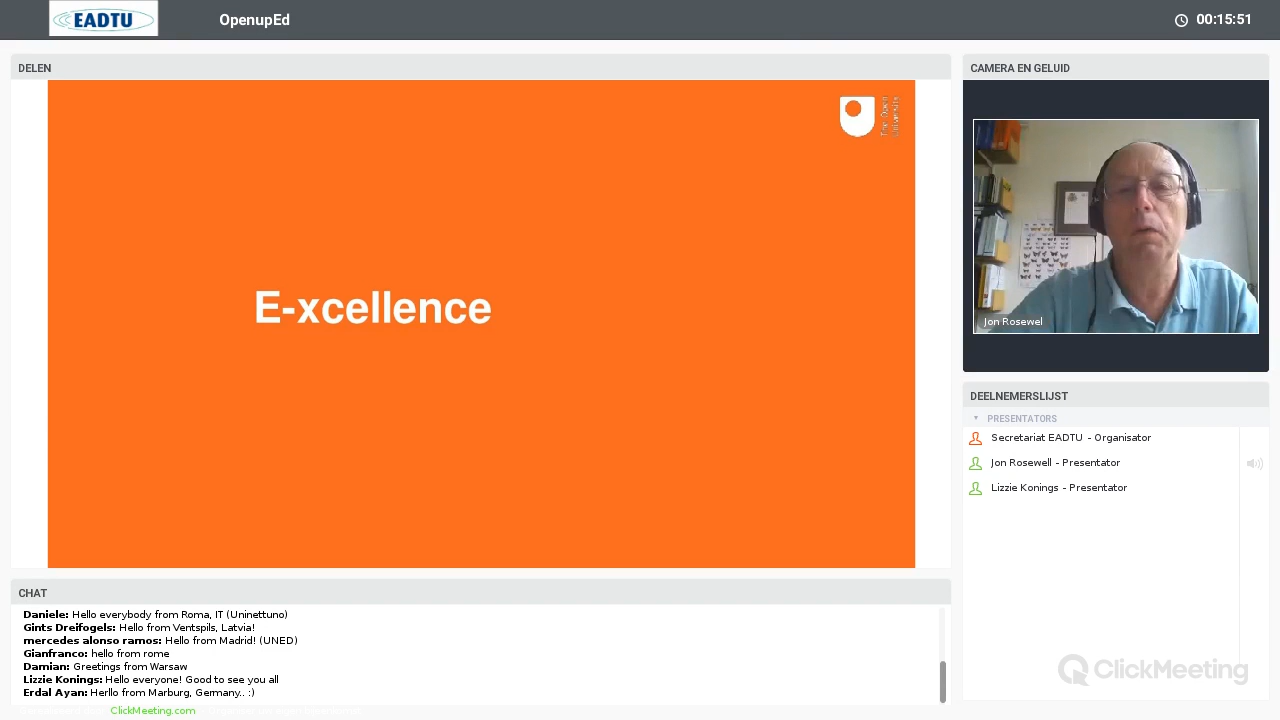 EADTU
OpenupEd
00:15:51
DELEN
The Open
University
E-xcellence
CAMERA EN GELUID
Jon Rosewel
DEELNEMERSLIJST
PRESENTATORS
Secretariat EADTU - Organisator
Jon Rosewell - Presentator
Lizzie Konings - Presentator
CHAT
Daniele: Hello everybody from Roma, IT (Uninettuno)
Gints Dreifogels: Hello from Ventspils, Latvia!
mercedes alonso ramos: Hello from Madrid! (UNED)
Gianfranco: hello from rome
Damian: Greetings from Warsaw
Lizzie Konings: Hello everyone! Good to see you all
Erdal Ayan: Herllo from Marburg, Germany.. :)
ClickMeeting.com
ClickMeeting